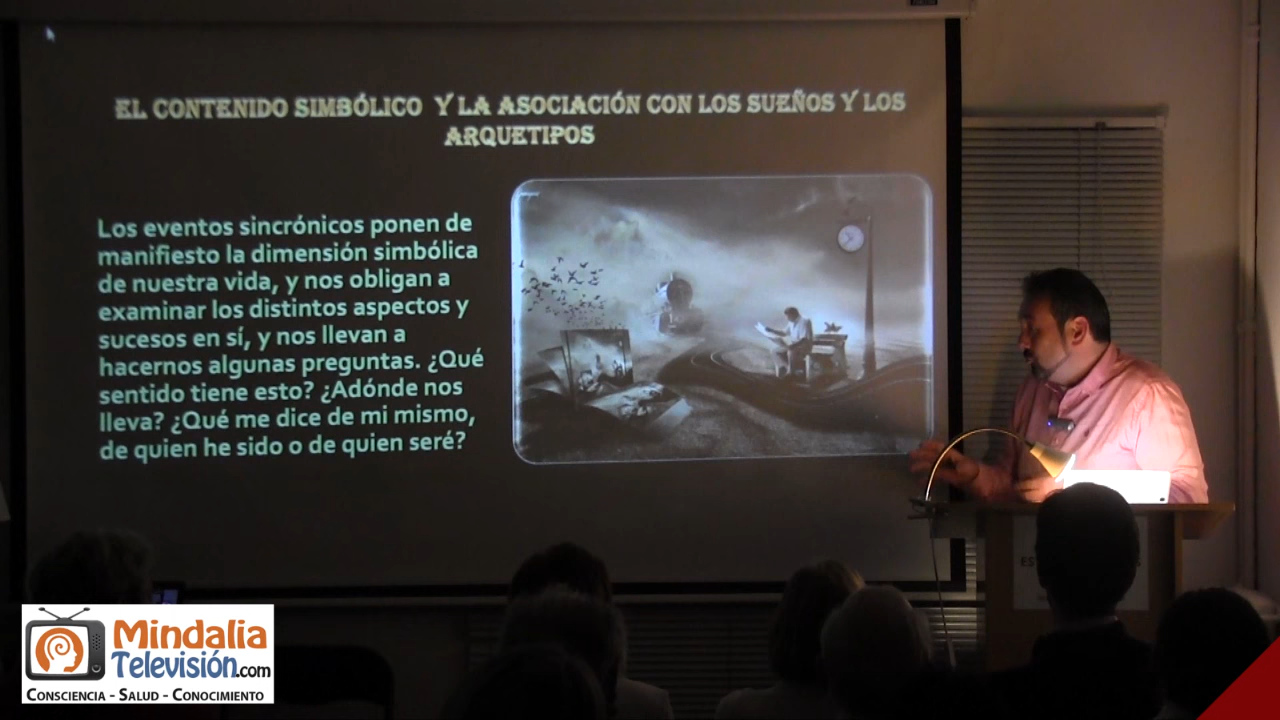 EL CONTENIDO SIMBÓLICO Y LA ASOCIACIÓN CON LOS SUEÑOS Y LOS
ARQUETIPOS
Los eventos sincrónicos ponen de
manifiesto la dimensión simbólica
de nuestra vida, y nos obligan a
examinar los distintos aspectos y
sucesos en sí, y nos llevan a
hacernos algunas preguntas. ¿Qué
sentido tiene esto? ¿Adónde nos
lleva? ¿Qué me dice de mi mismo,
de quien he sido o de quien seré?
Mindalia
Televisión.com
CONSCIENCIA - SALUD - CONOCIMIENTO